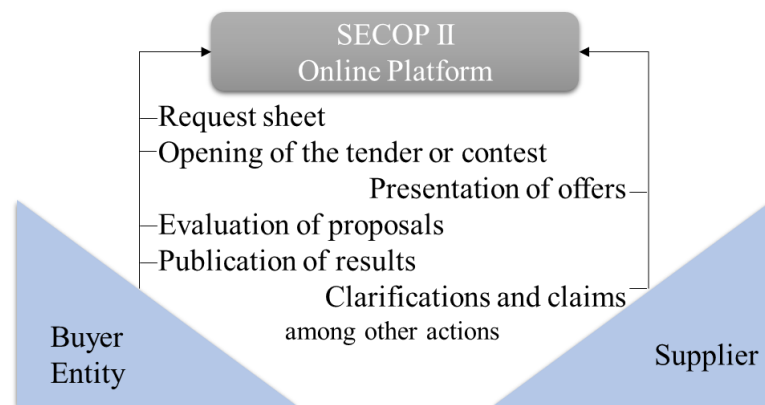 SECOP II
Online Platform
Request sheet
Opening of the tender or contest
Presentation of offers
Evaluation of proposals
Publication of results
Clarifications and claims
among other actions
Buyer
Entity
Supplier